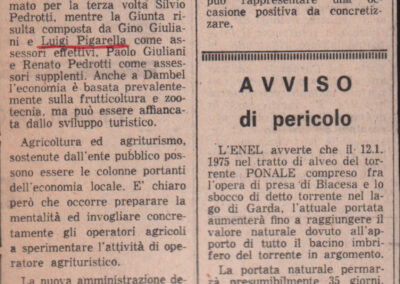 mato per la terza volta Silvio
Pedrotti, mentre la Giunta ri
sulta composta da Gino Giulia-
ni e Luigi Pigarella come as-
sessori effettivi, Paolo Giuliani
e Renato Pedrotti come asses-
sori supplenti. Anche a Dambel
l'economia è basata prevalente-
mente sulla frutticoltura e zoo-
tecnia, ma può essere affianca-
ta dallo sviluppo turistico.
Agricoltura ed agriturismo,
sostenute dall'ente pubblico pos
sono essere le colonne portanti
dell'economia locale. E' chiaro
però che occorre preparare la
mentalità ed invogliare concre-
tamente gli operatori agricoli
a sperimentare l'attività di ope-
ratore agrituristico.
La nuova amministrazione de-
può rappresentare una oc-
casione positiva da concretiz-
zare.
AVVISO
di pericolo
L'ENEL avverte che il 12.1.
1975 nel tratto di alveo del tor-
rente PONALE compreso fra
l'opera di presa di Biacesa e lo
sbocco di detto torrente nel la-
go di Garda, l'attuale portata
aumenterà fino a raggiungere il
valore naturale dovuto all'ap-
porto di tutto il bacino imbri-
fero del torrente in argomento.
La portata naturale perma-
rrà presumibilmente 35 giorni,